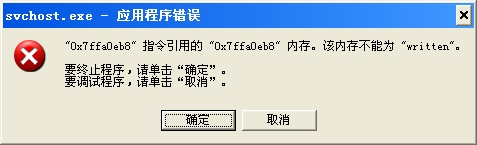 svchost.exe - 应用程序错误
"0x7ffa0eb8" 指令引用的 "0x7ffa0eb8" 内存。该内存不能为 "written"。
要终止程序，请单击“确定”。
要调试程序，请单击“取消”。
确定 取消